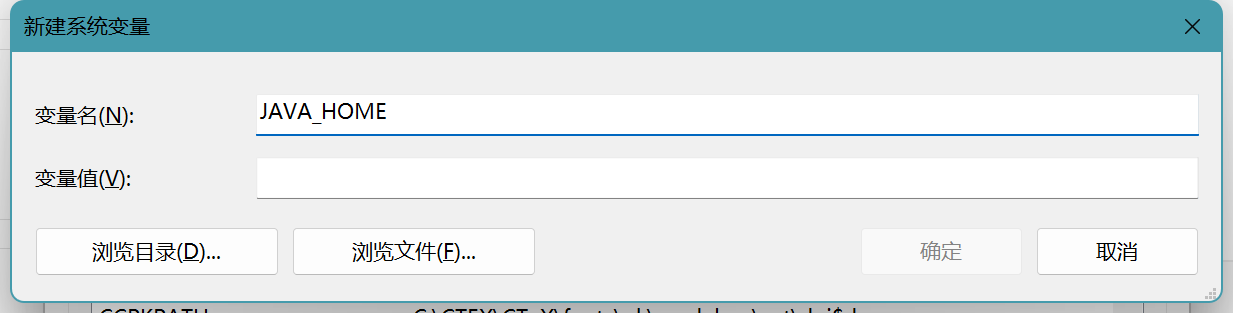 新建系统变量
变量名(N):
JAVA_HOME
变量值(V):
浏览目录(D)...
浏览文件(F)...
确定
取消